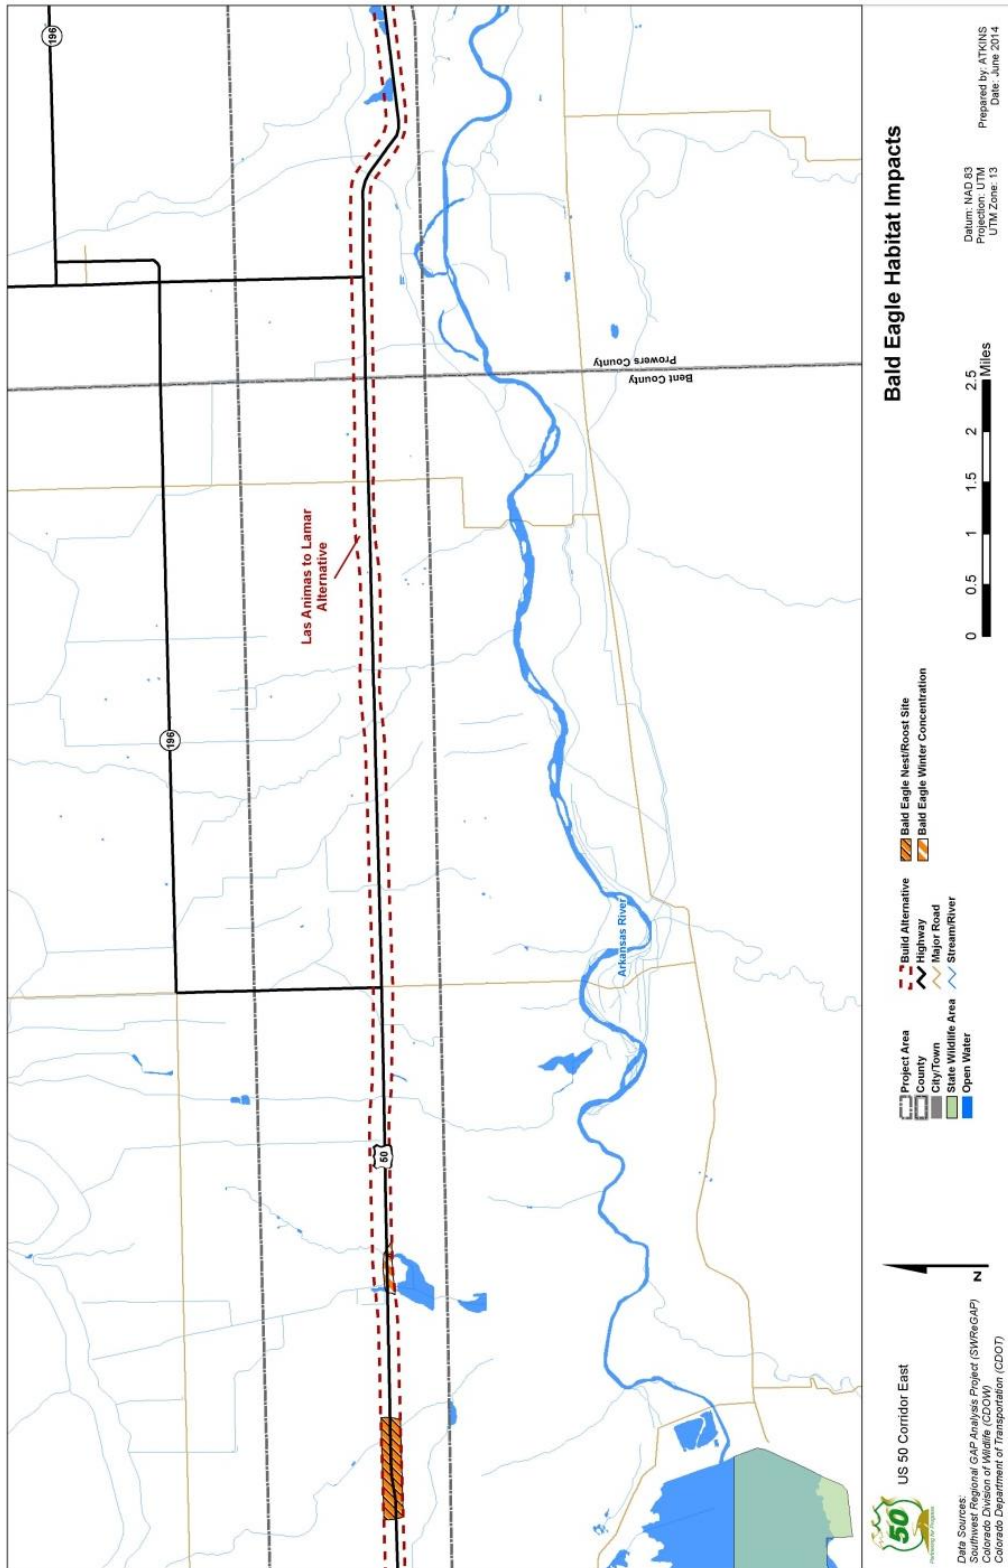 196
196
Las Animas to Lamar
Alternative
Prowers County
Bent County
50
Arkansas River
US 50 Corridor East
50
Data Sources:
Southwest Regional GAP Analysis Project (SWReGAP)
Colorado Division of Wildlife (CDOW)
Colorado Department of Transportation (CDOT)
N
Project Area
County
City/Town
State Wildlife Area
Open Water
Build Alternative
Highway
Major Road
Stream/River
Bald Eagle Nest/Roost Site
Bald Eagle Winter Concentration
0 0.5 1 1.5 2 2.5
Miles
Bald Eagle Habitat Impacts
Datum: NAD 83
Projection: UTM
UTM Zone: 13
Prepared by: ATKINS
Date: June 2014